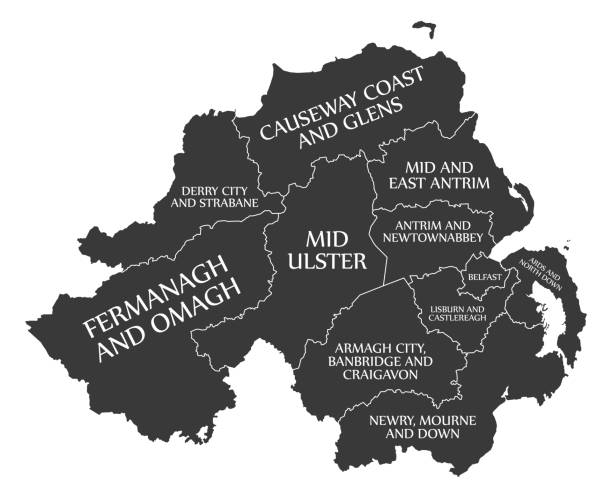 CAUSEWAY COAST
AND GLENS
MID AND
EAST ANTRIM
DERRY CITY
AND STRABANE
ANTRIM AND
NEWTOWNABBEY
MID
ULSTER
FERMANAGH
AND OMAGH
BELFAST
ARDS AND
NORTH DOWN
LISBURN AND
CASTLEREAGH
ARMAGH CITY,
BANBRIDGE AND
CRAIGAVON
NEWRY, MOURNE
AND DOWN